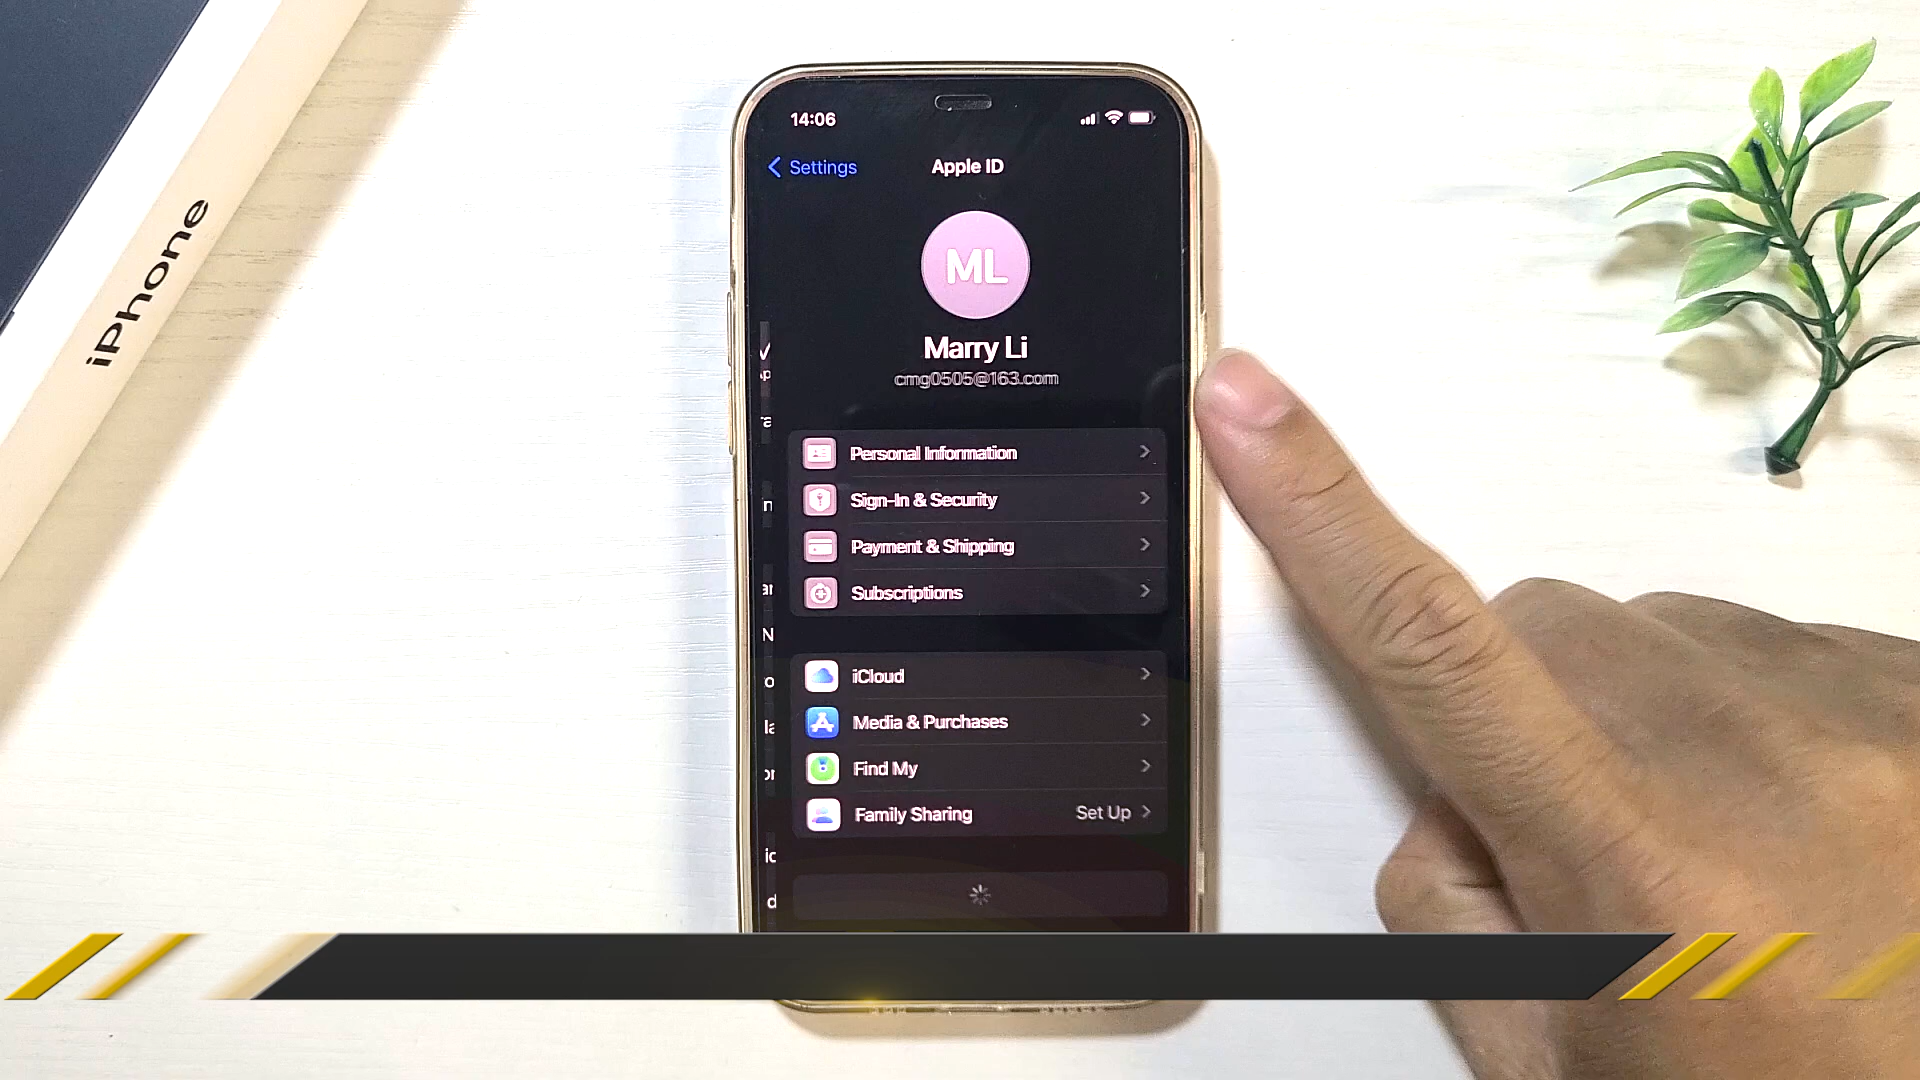 iPhone
14:06
Settings
Apple ID
ML
Marry Li
cmg0505@163.com
Personal Information
Sign-In & Security
Payment & Shipping
Subscriptions
iCloud
Media & Purchases
Find My
Family Sharing Set Up